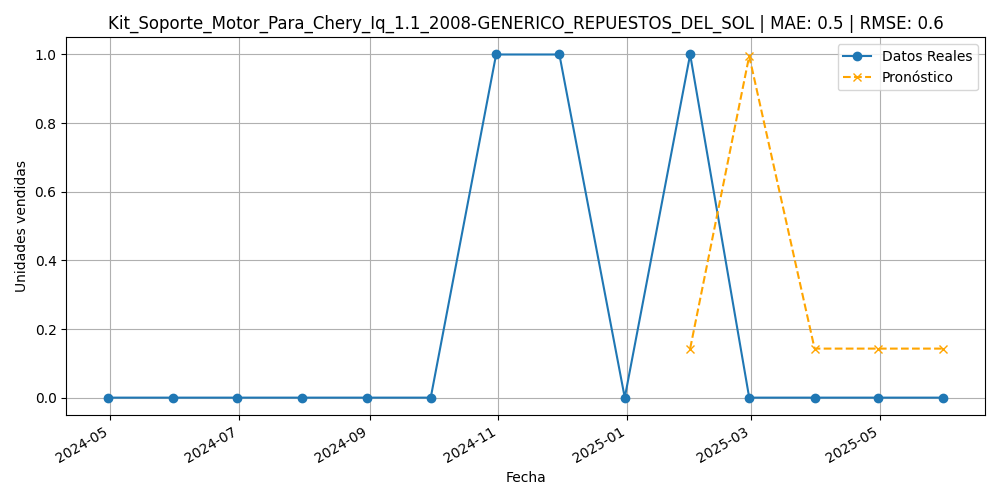 Kit_Soporte_Motor_Para_Chery_Iq_1.1_2008-GENERICO_REPUESTOS_DEL_SOL | MAE: 0.5 | RMSE: 0.6
Datos Reales
Pronóstico
Unidades vendidas
1.0
0.8
0.6
0.4
0.2
0.0
2024-05
2024-07
2024-09
2024-11
2025-01
2025-03
2025-05
Fecha